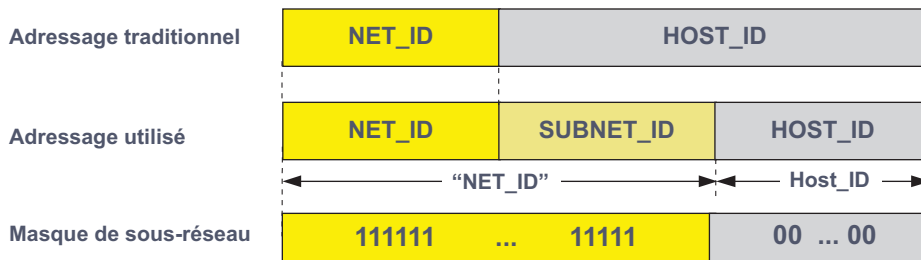 Adressage traditionnel NET_ID HOST_ID
Adressage utilisé NET_ID SUBNET_ID HOST_ID
“NET_ID” Host_ID
Masque de sous-réseau 111111 ... 11111 00 ... 00